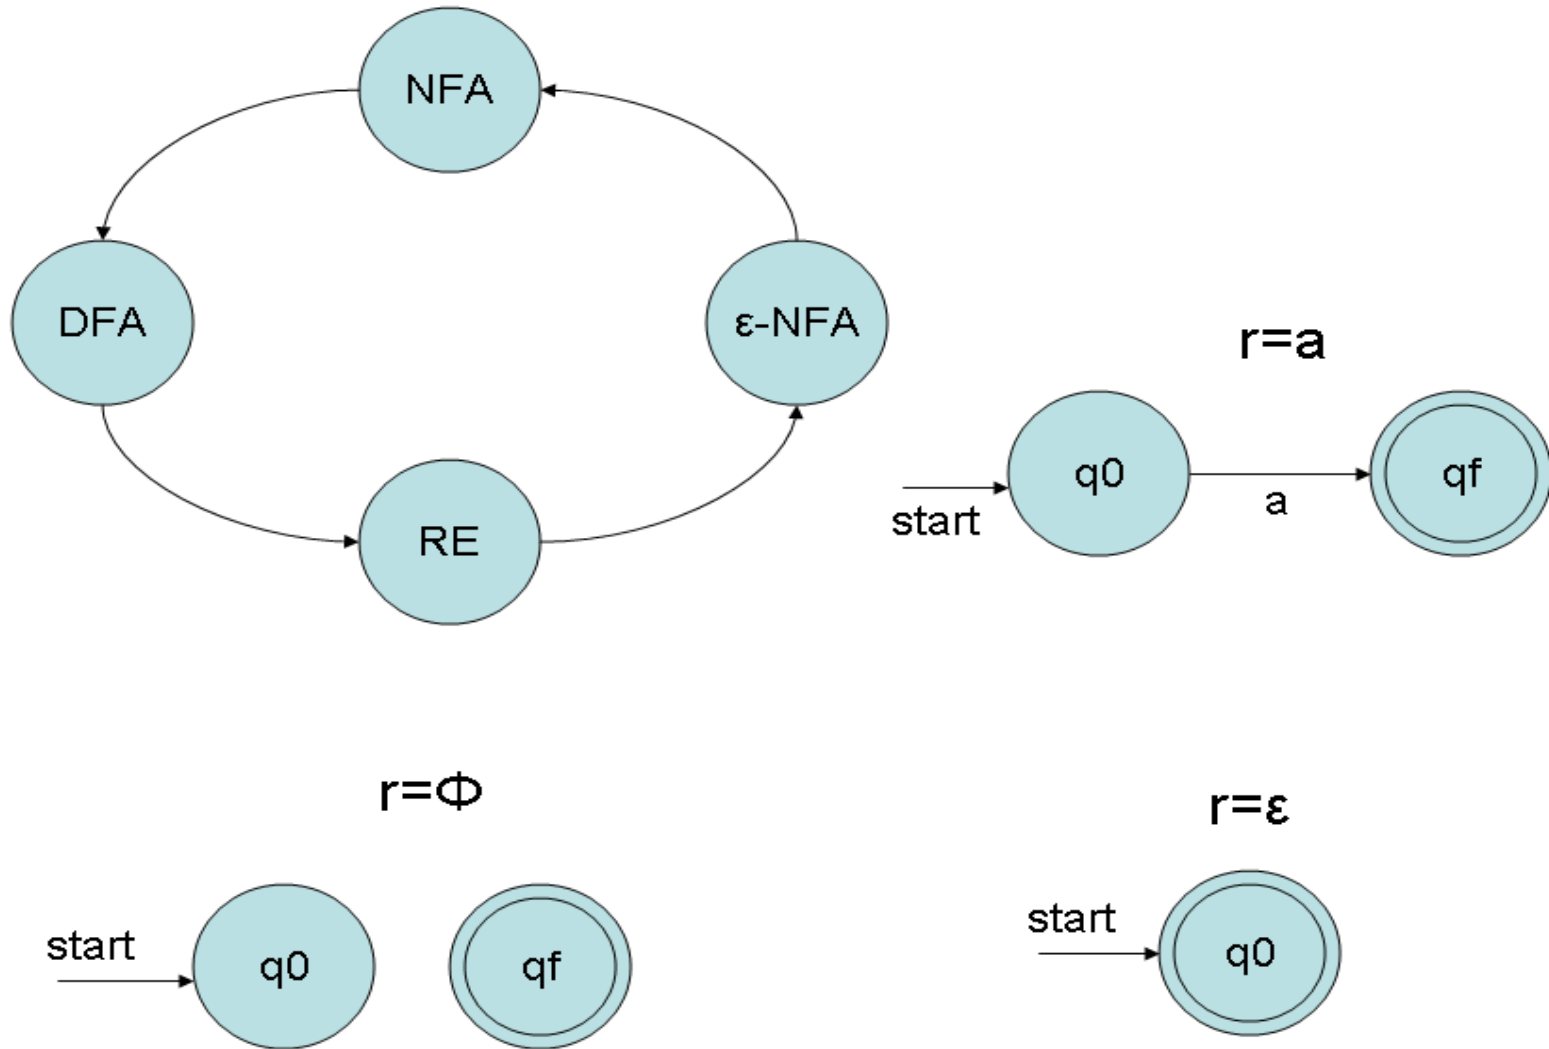 NFA
DFA
ε-NFA
RE
r=a
start
q0
a
qf
r=Φ
start
q0
qf
r=ε
start
q0